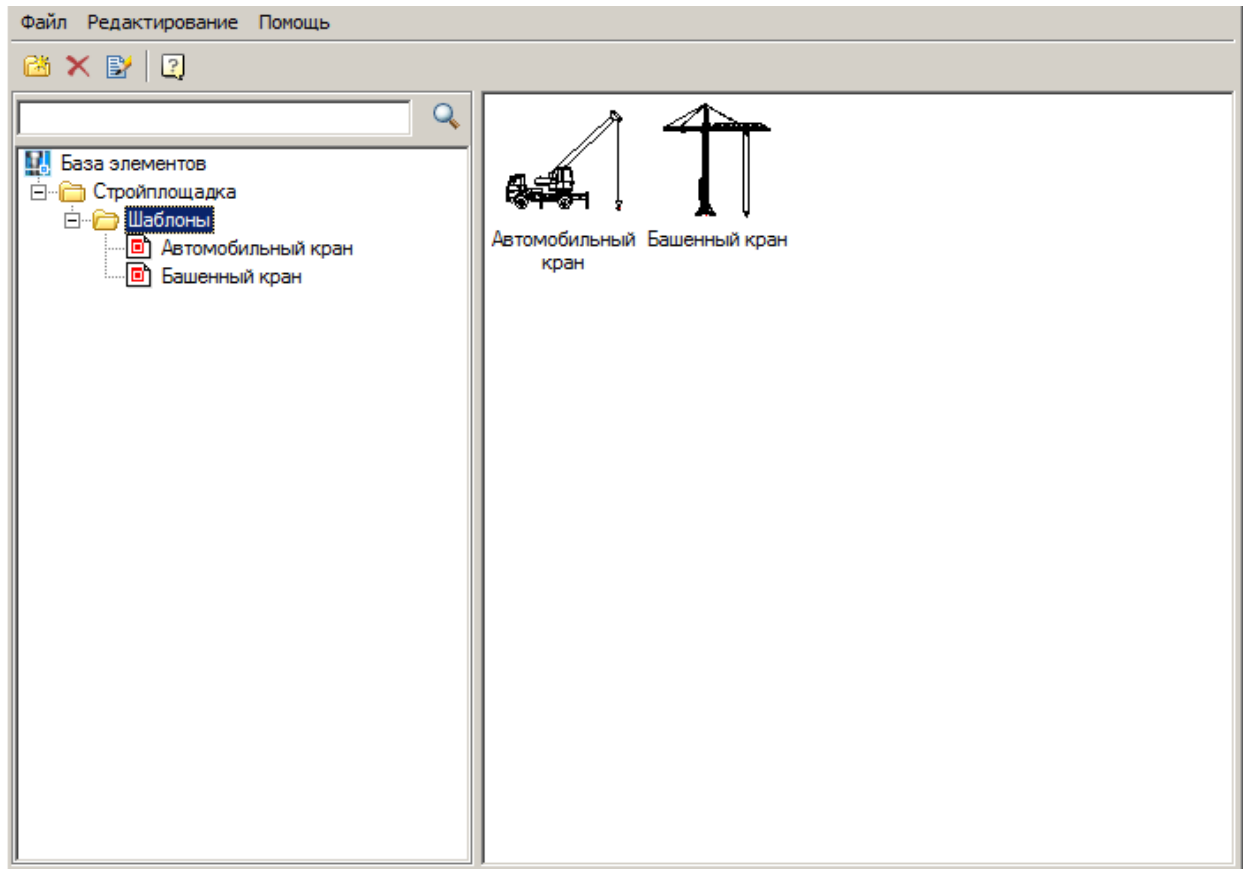 Файл Редактирование Помощь
База элементов
Стройплощадка
Шаблоны
Автомобильный кран
Башенный кран
Автомобильный кран
Башенный кран